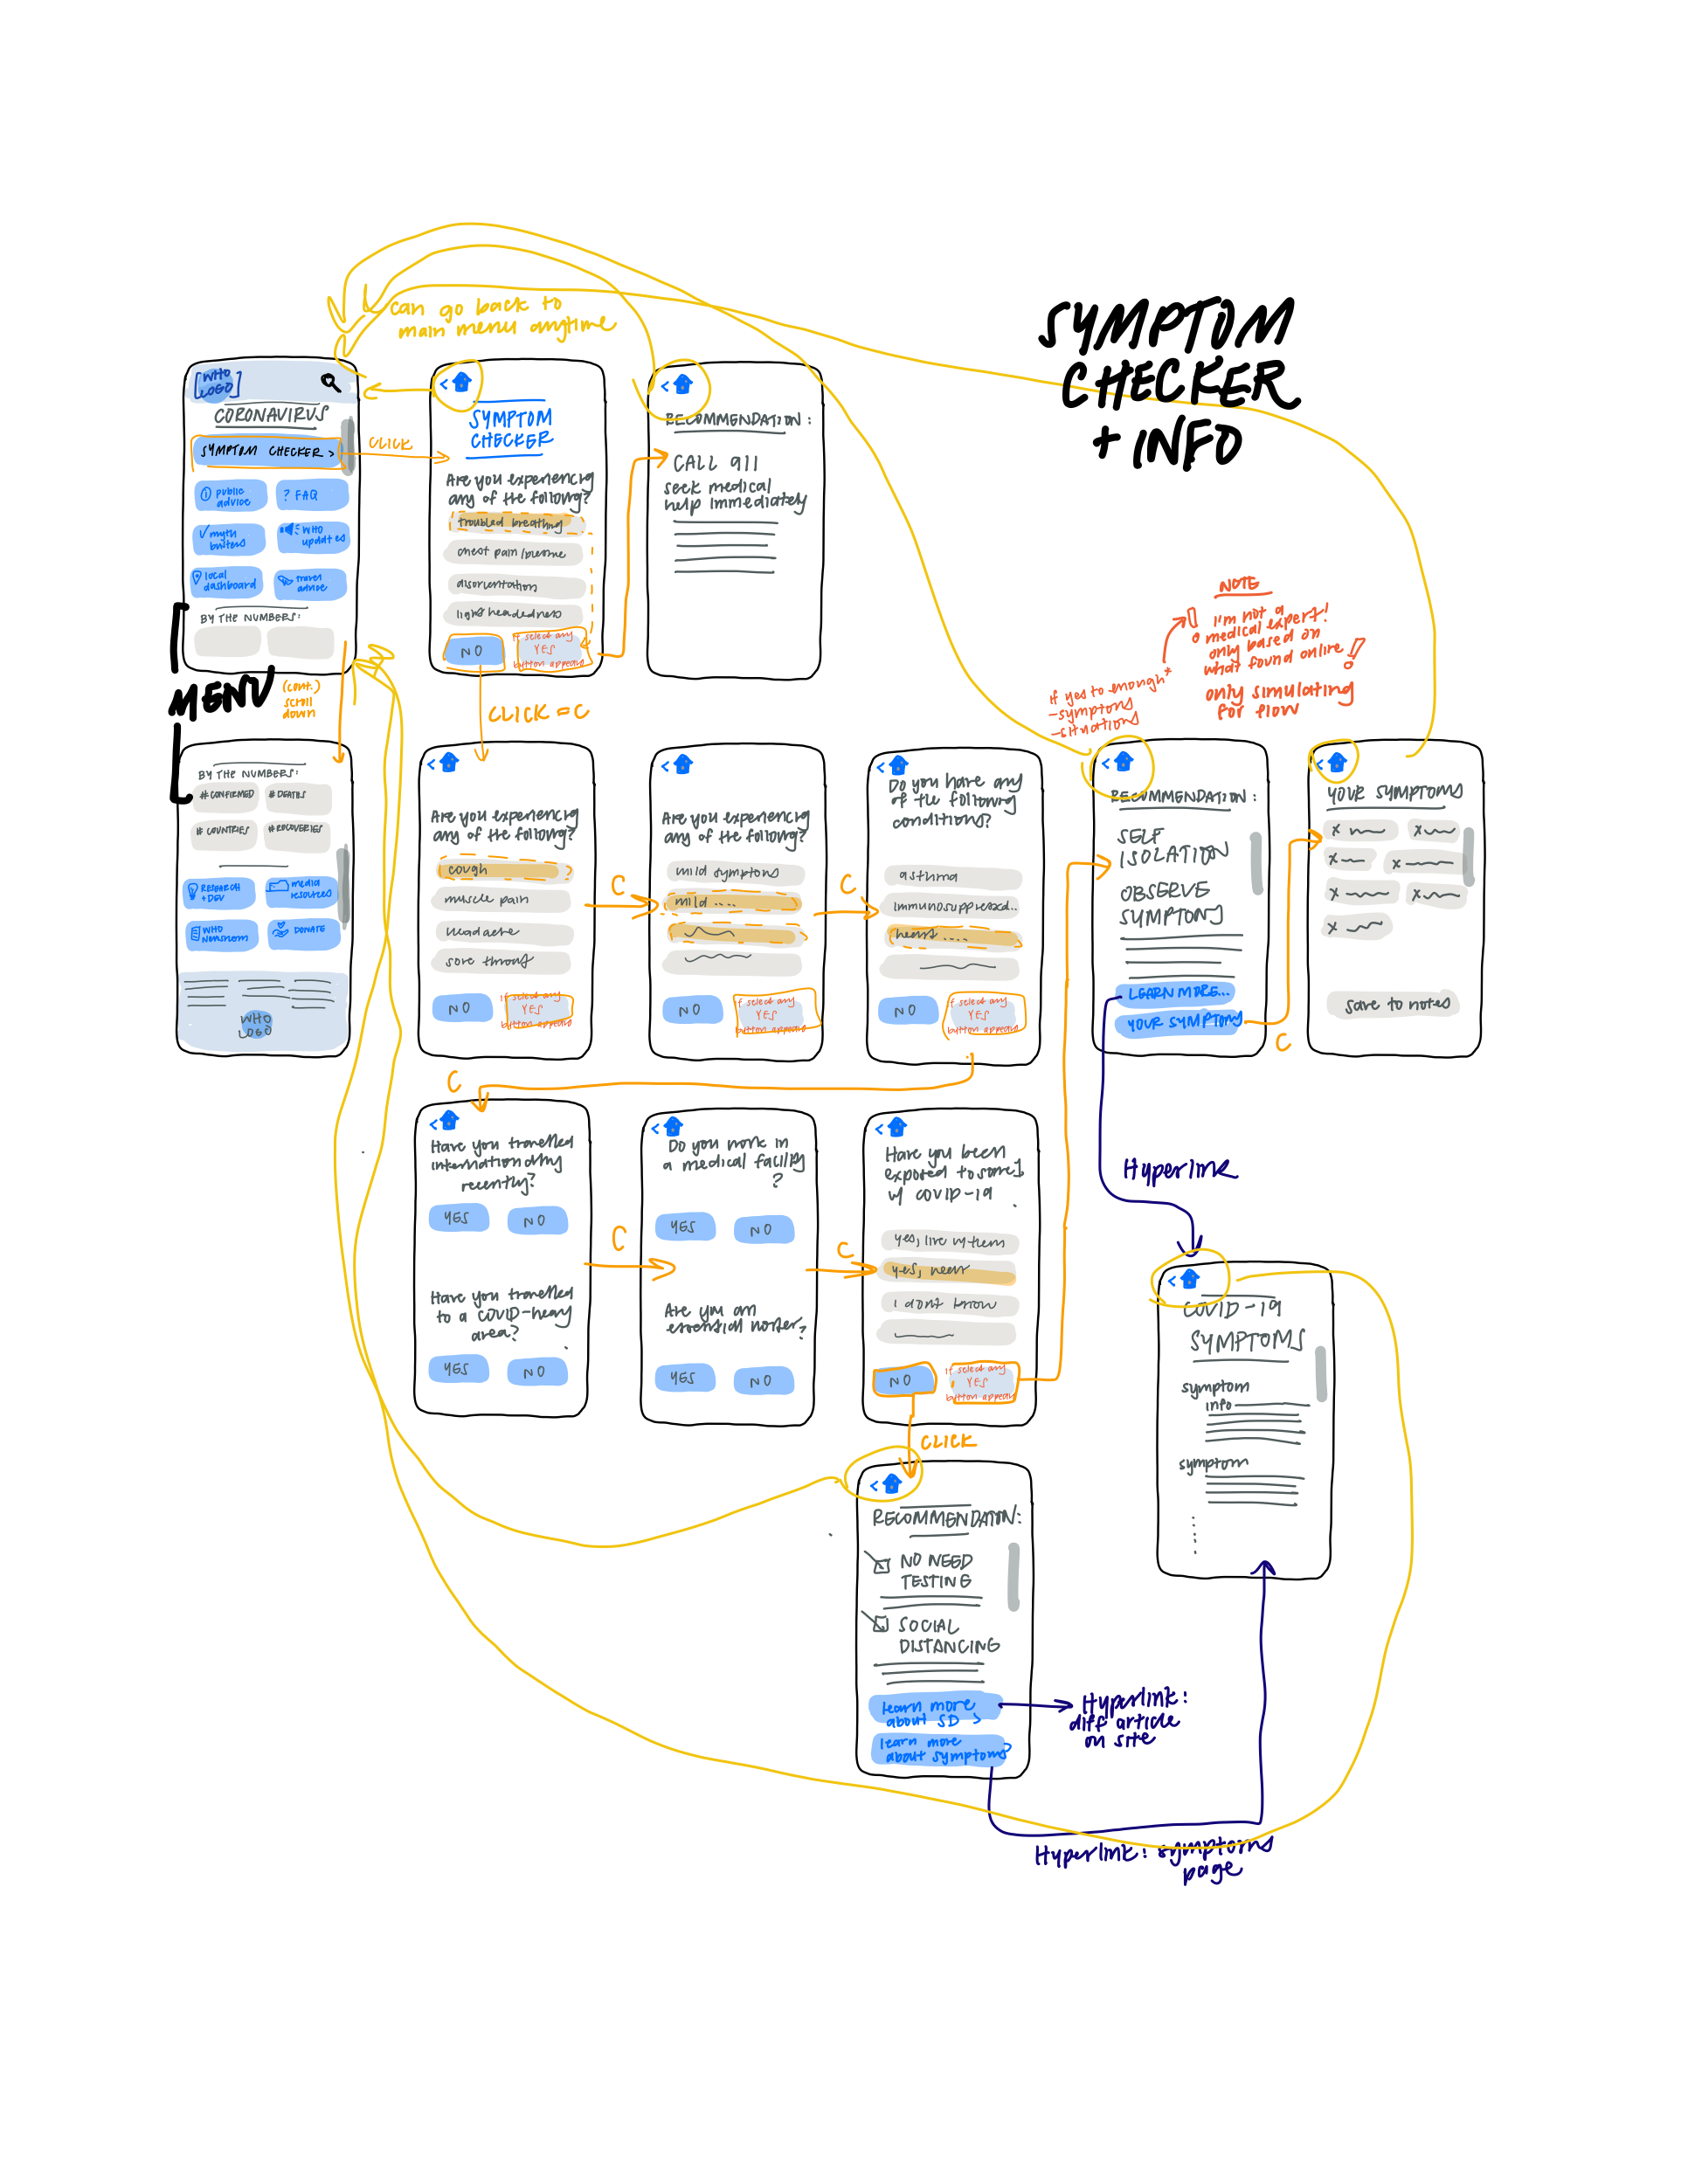 SYMPTOM
CHECKER
+ INFO
can go back to
main menu anytime
[WHO
LOGO]
CORONAVIRUS
SYMPTOM CHECKER >
public
advice
? FAQ
myth
busters
WHO
updates
local
dashboard
travel
advice
BY THE NUMBERS:
MENU
(cont.)
scroll
down
CLICK
<
SYMPTOM
CHECKER
Are you experiencing
any of the following?
troubled breathing
chest pain/pressure
disorientation
light headedness
NO
If select any
YES
button appears
CLICK = C
<
RECOMMENDATION:
CALL 911
seek medical
help immediately
NOTE
I'm not a
medical expert!
only based on
what found online!
only simulating
for flow
if yes to enough*
-symptoms
-situations
BY THE NUMBERS:
# CONFIRMED
# DEATHS
# COUNTRIES
# RECOVERIES
RESEARCH
+ DEV
media
resources
WHO
Newsroom
DONATE
WHO
LOGO
<
Are you experiencing
any of the following?
cough
muscle pain
headache
sore throat
NO
If select any
YES
button appears
C
<
Are you experiencing
any of the following?
mild symptoms
mild ....
NO
if select any
YES
button appears
C
<
Do you have any
of the following
conditions?
asthma
immunosuppressed..
heart ....
NO
if select any
YES
button appears
<
RECOMMENDATION:
SELF
ISOLATION
OBSERVE
SYMPTOMS
LEARN MORE...
YOUR SYMPTOMS
C
<
YOUR SYMPTOMS
x
x
x
x
x
x
x
save to notes
C
<
Have you travelled
internationally
recently?
YES
NO
Have you travelled
to a COVID-heavy
area?
YES
NO
C
<
Do you work in
a medical facility
?
YES
NO
Are you an
essential worker?
YES
NO
C
<
Have you been
exposed to some1
w/ COVID-19
yes, live w/ them
yes, near
I don't know
NO
If select any
YES
button appears
CLICK
Hyperlink
<
COVID-19
SYMPTOMS
symptom
info
symptom
<
RECOMMENDATION:
NO NEED
TESTING
SOCIAL
DISTANCING
learn more
about SD >
learn more
about symptoms>
Hyperlink:
diff article
on site
Hyperlink: symptoms
page